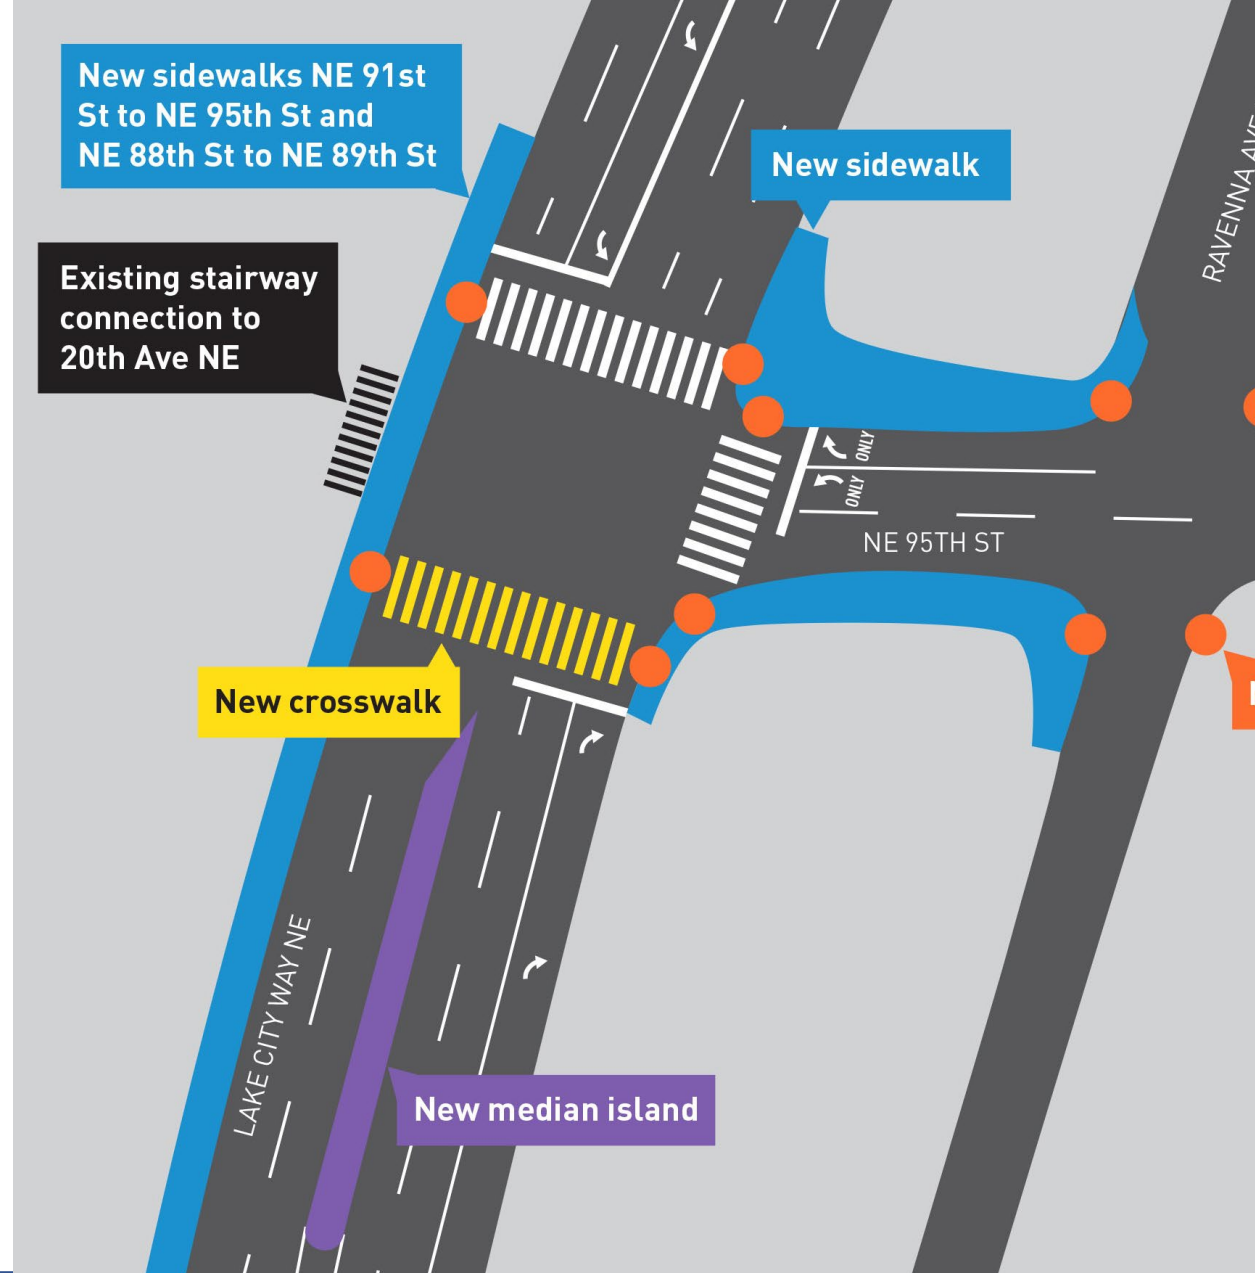 New sidewalks NE 91st
St to NE 95th St and
NE 88th St to NE 89th St
New sidewalk
RAVENNA AVE
Existing stairway
connection to
20th Ave NE
ONLY
ONLY
NE 95TH ST
New crosswalk
LAKE CITY WAY NE
New median island